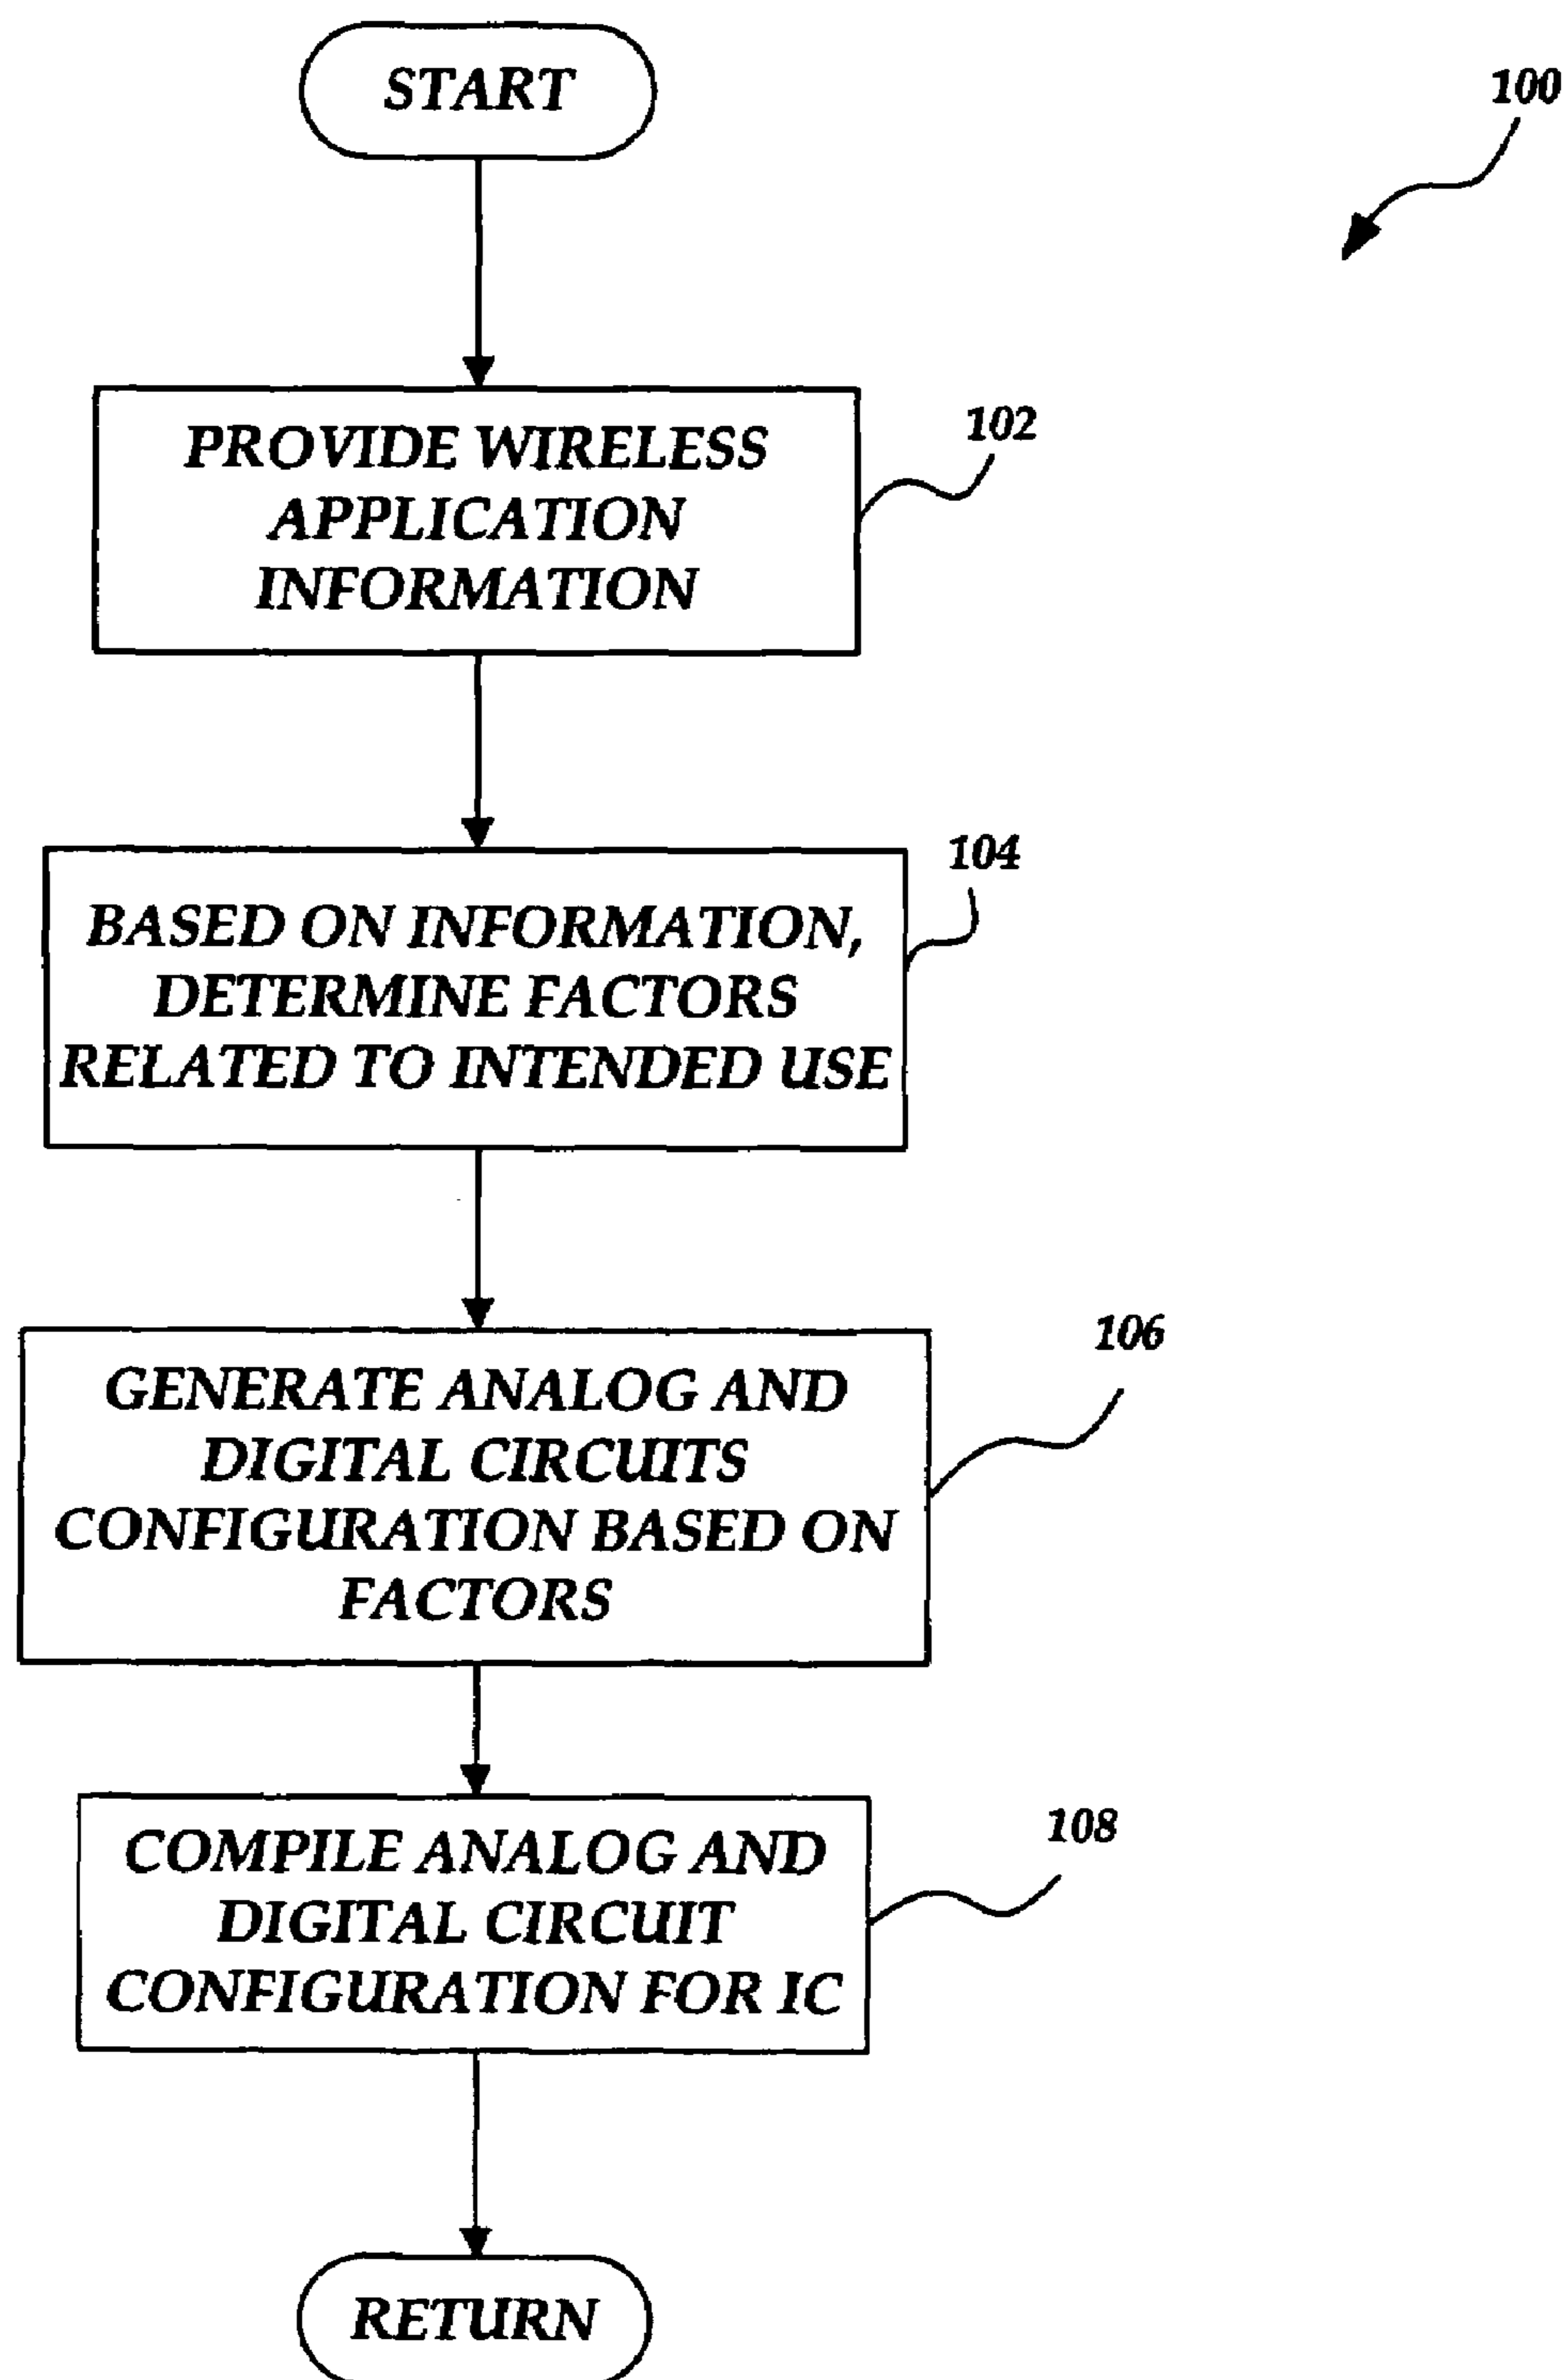 START
100
PROVIDE WIRELESS
APPLICATION
INFORMATION
102
BASED ON INFORMATION,
DETERMINE FACTORS
RELATED TO INTENDED USE
104
GENERATE ANALOG AND
DIGITAL CIRCUITS
CONFIGURATION BASED ON
FACTORS
106
COMPILE ANALOG AND
DIGITAL CIRCUIT
CONFIGURATION FOR IC
108
RETURN